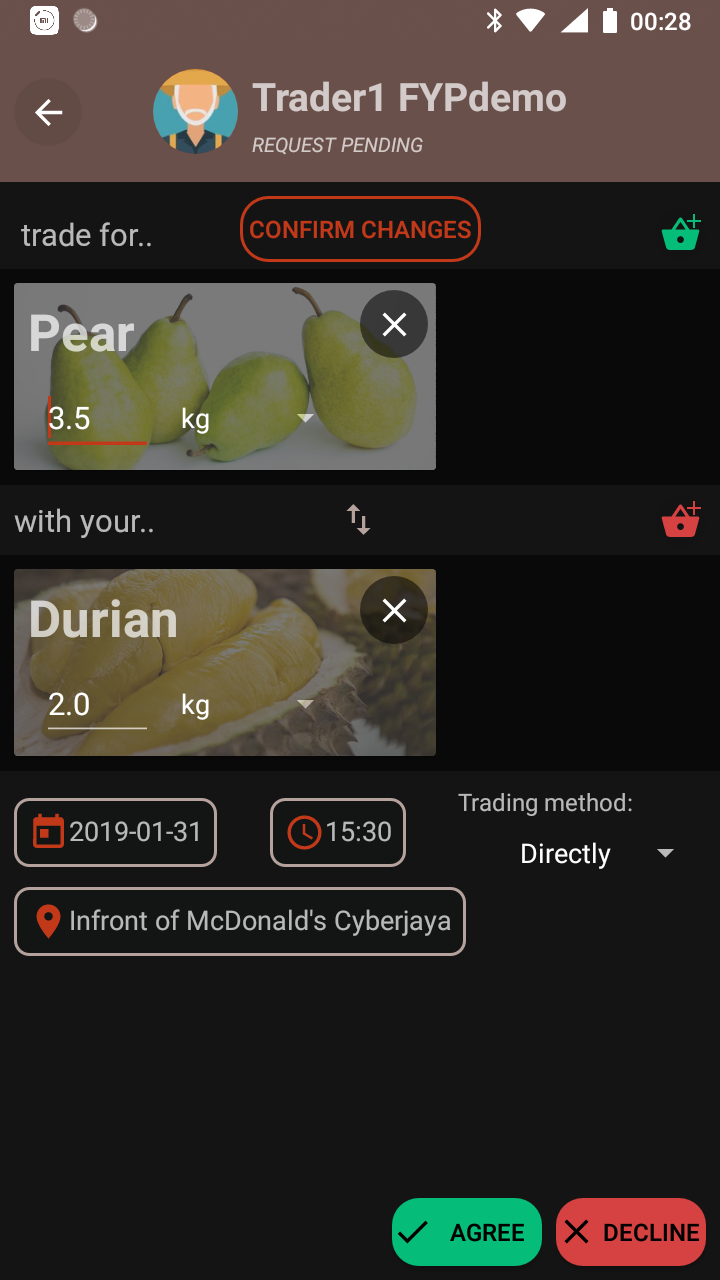 00:28
Trader1 FYPdemo
REQUEST PENDING
trade for..
CONFIRM CHANGES
Pear
3.5 kg
with your..
Durian
2.0 kg
Trading method:
2019-01-31 15:30 Directly
Infront of McDonald's Cyberjaya
AGREE DECLINE